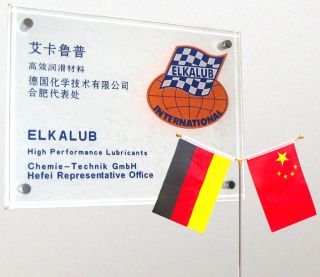 艾卡鲁普
高效润滑材料
德国化学技术有限公司
合肥代表处
ELKALUB
INTERNATIONAL
ELKALUB
High Performance Lubricants
Chemie-Technik GmbH
Hefei Representative Office